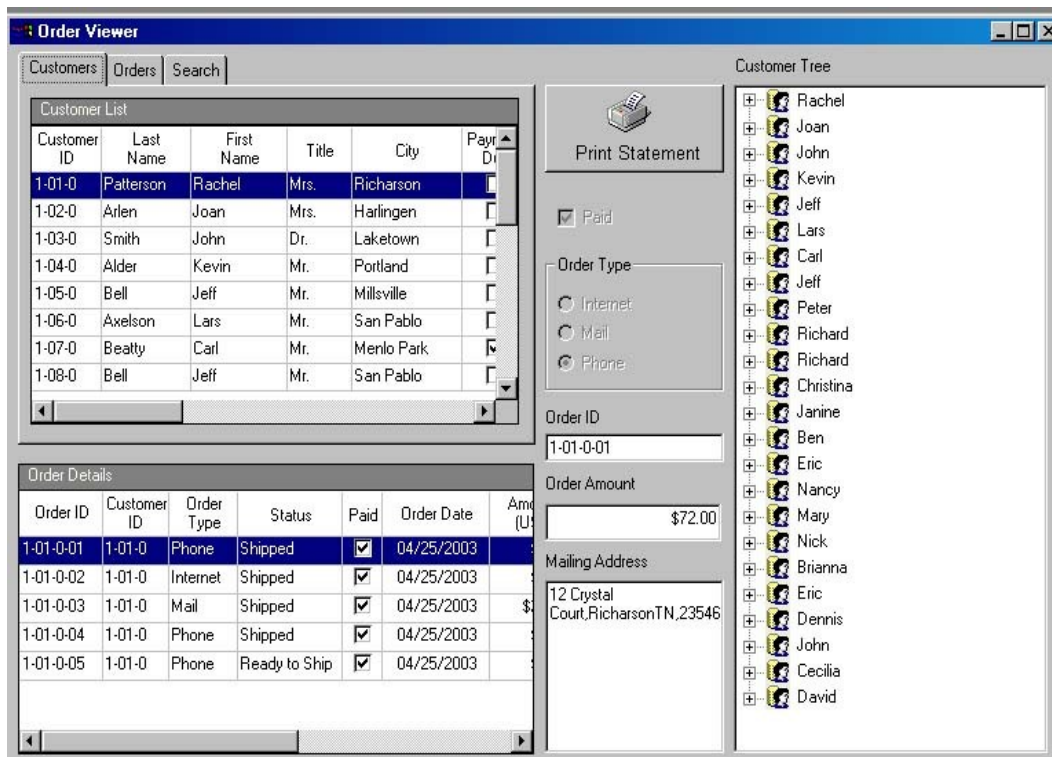 Order Viewer
Customers Orders Search
Customer List
Customer ID Last Name First Name Title City
1-01-0 Patterson Rachel Mrs. Richarson
1-02-0 Arlen Joan Mrs. Harlingen
1-03-0 Smith John Dr. Laketown
1-04-0 Alder Kevin Mr. Portland
1-05-0 Bell Jeff Mr. Millsville
1-06-0 Axelson Lars Mr. San Pablo
1-07-0 Beatty Carl Mr. Menlo Park
1-08-0 Bell Jeff Mr. San Pablo
Order Details
Order ID Customer ID Order Type Status Paid Order Date
1-01-0-01 1-01-0 Phone Shipped 04/25/2003
1-01-0-02 1-01-0 Internet Shipped 04/25/2003
1-01-0-03 1-01-0 Mail Shipped 04/25/2003
1-01-0-04 1-01-0 Phone Shipped 04/25/2003
1-01-0-05 1-01-0 Phone Ready to Ship 04/25/2003
Print Statement
Paid
Order Type
Internet
Mail
Phone
Order ID
1-01-0-01
Order Amount
$72.00
Mailing Address
12 Crystal
Court,RicharsonTN,23546
Customer Tree
Rachel
Joan
John
Kevin
Jeff
Lars
Carl
Jeff
Peter
Richard
Richard
Christina
Janine
Ben
Eric
Nancy
Mary
Nick
Brianna
Eric
Dennis
John
Cecilia
David